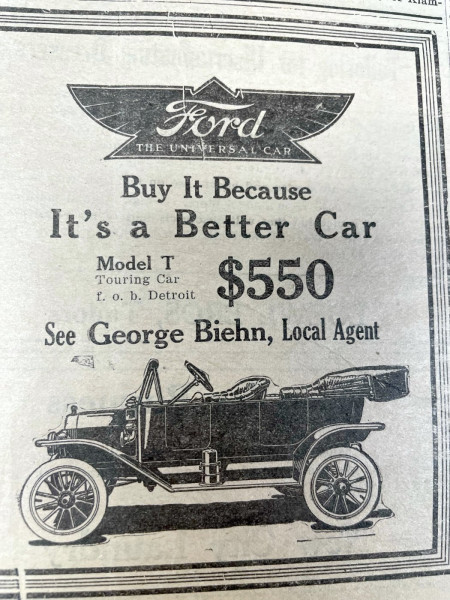 Ford
THE UNIVERSAL CAR
Buy It Because
It's a Better Car
Model T
Touring Car
f. o. b. Detroit
$550
See George Biehn, Local Agent